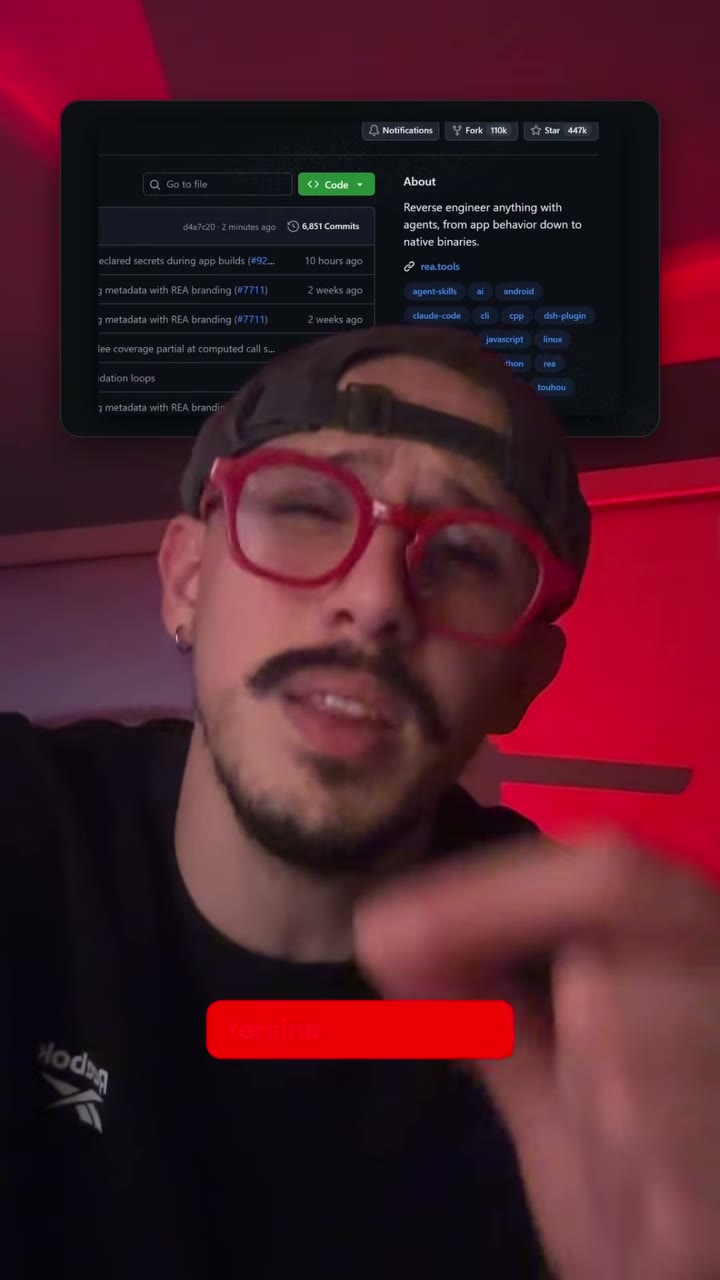 Notifications
Fork 110k
Star 447k
Go to file
Code
About
Reverse engineer anything with
agents, from app behavior down to
native binaries.
d4a7c20 · 2 minutes ago
6,851 Commits
rea.tools
eclared secrets during app builds (#92...
10 hours ago
g metadata with REA branding (#7711)
2 weeks ago
g metadata with REA branding (#7711)
2 weeks ago
lee coverage partial at computed call s...
idation loops
g metadata with REA brandin
agent-skills
ai
android
claude-code
cli
cpp
dsh-plugin
javascript
linux
thon
rea
touhou
Reebok